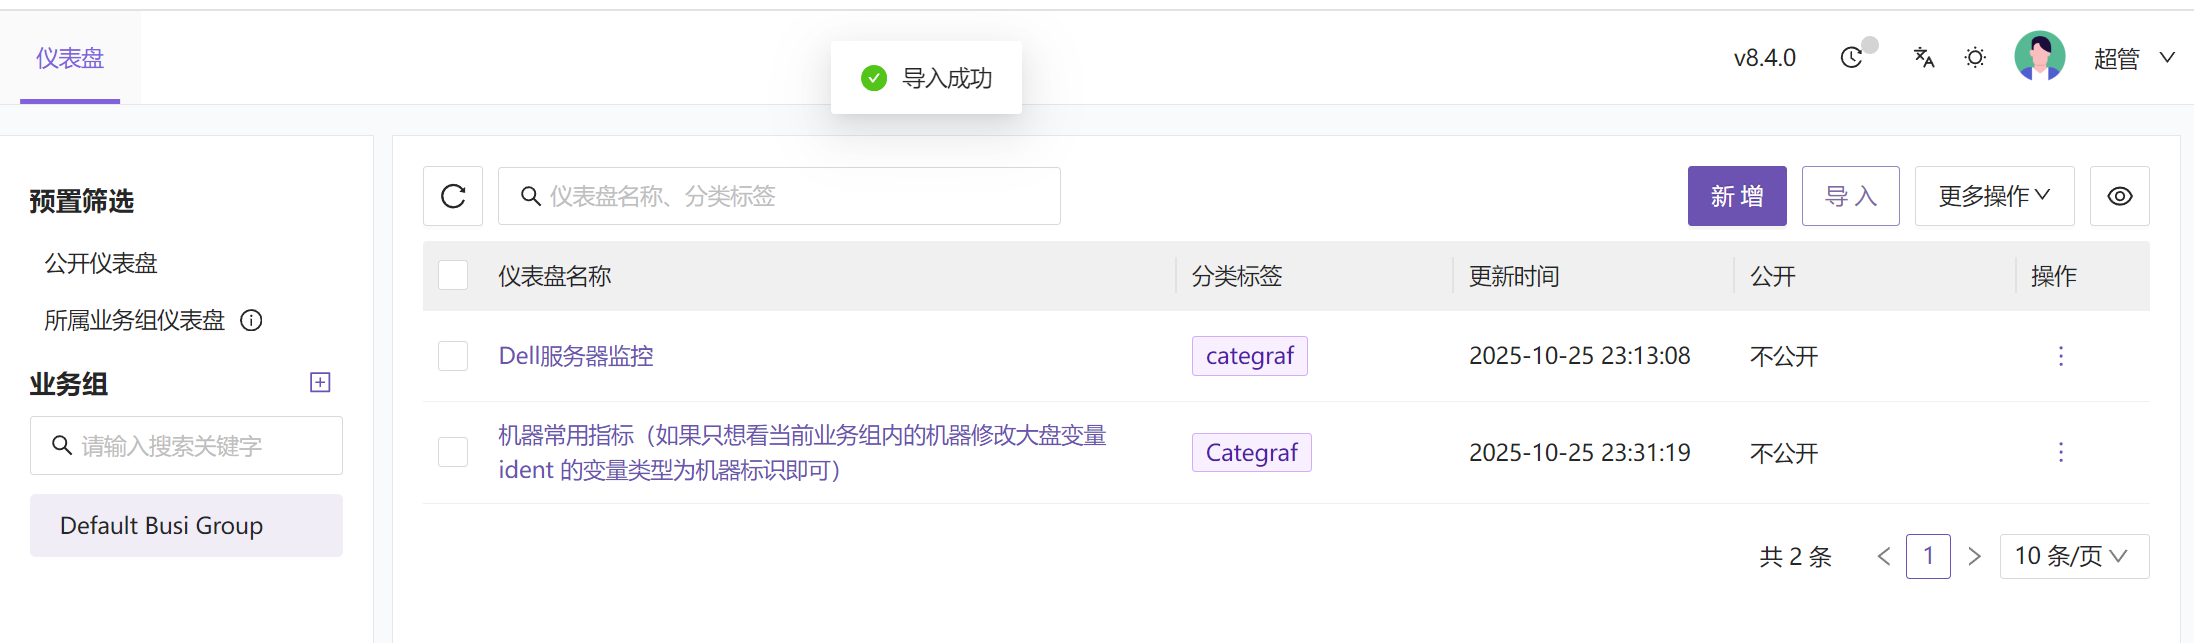 仪表盘
导入成功
v8.4.0
超管
预置筛选
公开仪表盘
所属业务组仪表盘
业务组
请输入搜索关键字
Default Busi Group
仪表盘名称、分类标签
新 增
导 入
更多操作
仪表盘名称
分类标签
更新时间
公开
操作
Dell服务器监控
categraf
2025-10-25 23:13:08
不公开
机器常用指标（如果只想看当前业务组内的机器修改大盘变量
ident 的变量类型为机器标识即可）
Categraf
2025-10-25 23:31:19
不公开
共 2 条
1
10 条/页